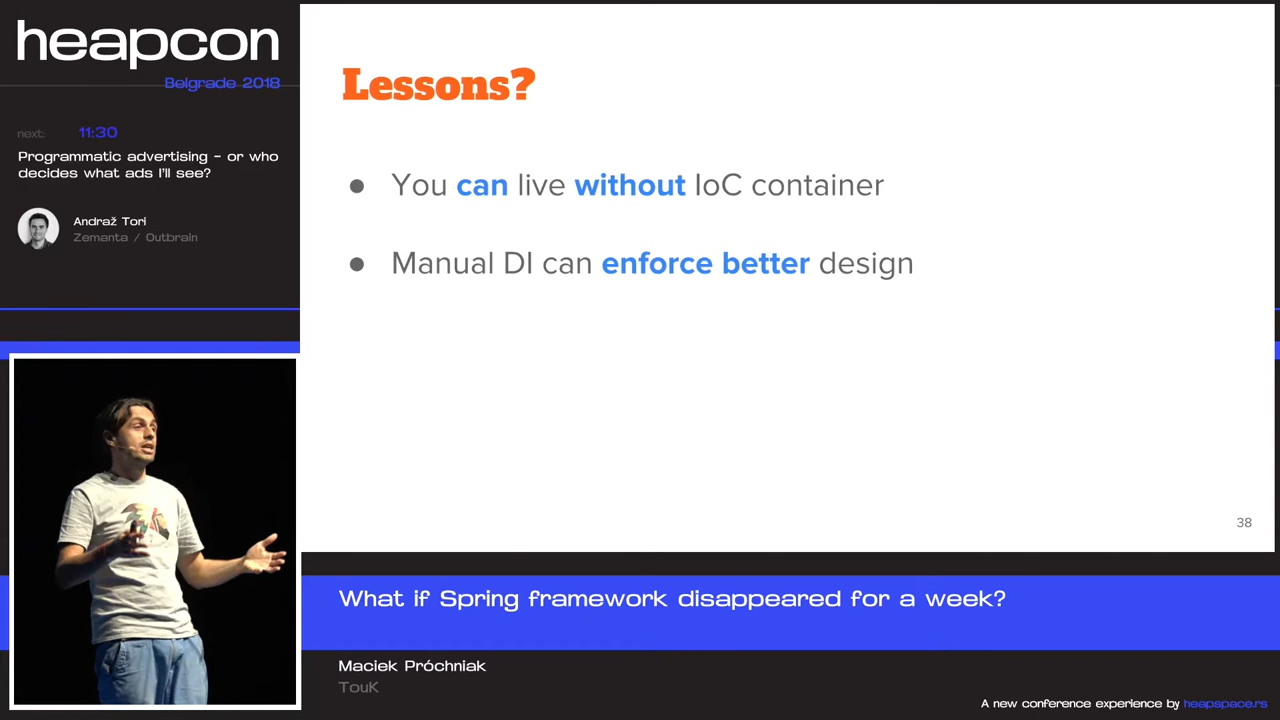 heapcon
Belgrade 2018
next: 11:30
Programmatic advertising - or who
decides what ads I'll see?
Andraž Tori
Zemanta / Outbrain
Lessons?
● You can live without IoC container
● Manual DI can enforce better design
38
What if Spring framework disappeared for a week?
Maciek Próchniak
TouK
A new conference experience by heapspace.rs